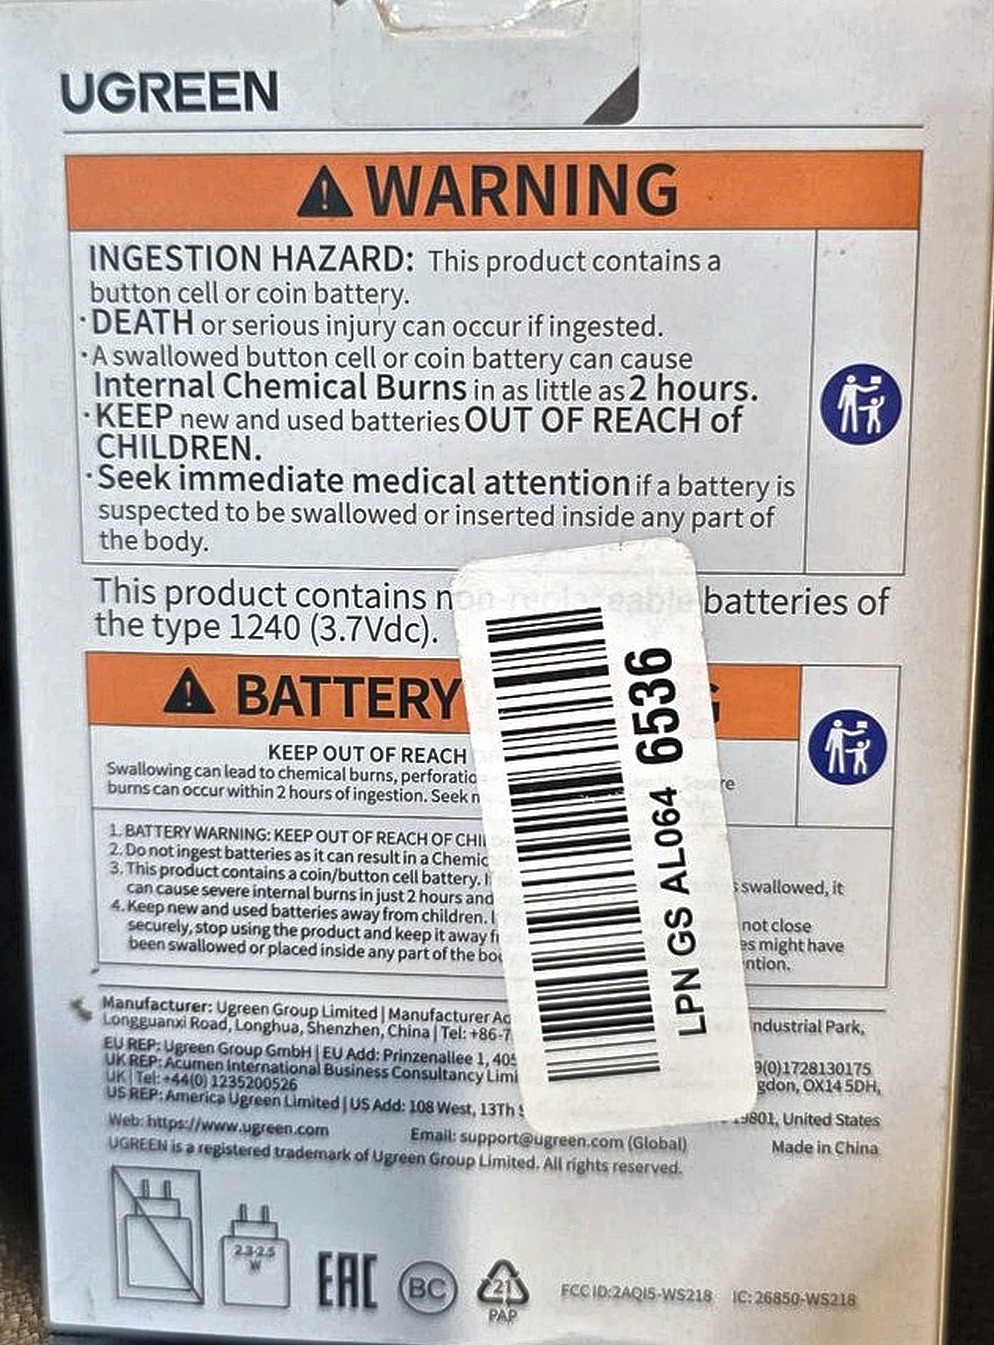 UGREEN
WARNING
INGESTION HAZARD: This product contains a
button cell or coin battery.
·DEATH or serious injury can occur if ingested.
·A swallowed button cell or coin battery can cause
Internal Chemical Burns in as little as 2 hours.
·KEEP new and used batteries OUT OF REACH of
CHILDREN.
·Seek immediate medical attention if a battery is
suspected to be swallowed or inserted inside any part of
the body.
This product contains non-replaceable batteries of
the type 1240 (3.7Vdc).
BATTERY
KEEP OUT OF REACH
Swallowing can lead to chemical burns,
burns can occur within 2 hours of ingestion. Seek
1. BATTERY WARNING: KEEP OUT OF REACH OF
2. Do not ingest batteries as it can result in a
3. This product contains a coin/button cell battery. swallowed, it
can cause severe internal burns in just 2 hours and
4. Keep new and used batteries away from children. not close
securely, stop using the product and keep it away might have
been swallowed or placed inside any part of the
LPN GS AL064 6536
Manufacturer: Ugreen Group Limited | Manufacturer Park,
Longguanxi Road, Longhua, Shenzhen, China | Tel:
EU REP: Ugreen Group GmbH | EU Add: Prinzenallee 1,
UK REP: Acumen International Business Consultancy OX14 5DH,
UK | Tel: +44(0) 1235200526
US REP: America Ugreen Limited | US Add: 108 West, 13Th United States
Web: https://www.ugreen.com Email: support@ugreen.com (Global) Made in China
UGREEN is a registered trademark of Ugreen Group Limited. All rights reserved.
2.3-2.5
W
EAC
BC
21
PAP
FCC ID:2AQI5-WS218 IC: 26850-WS218